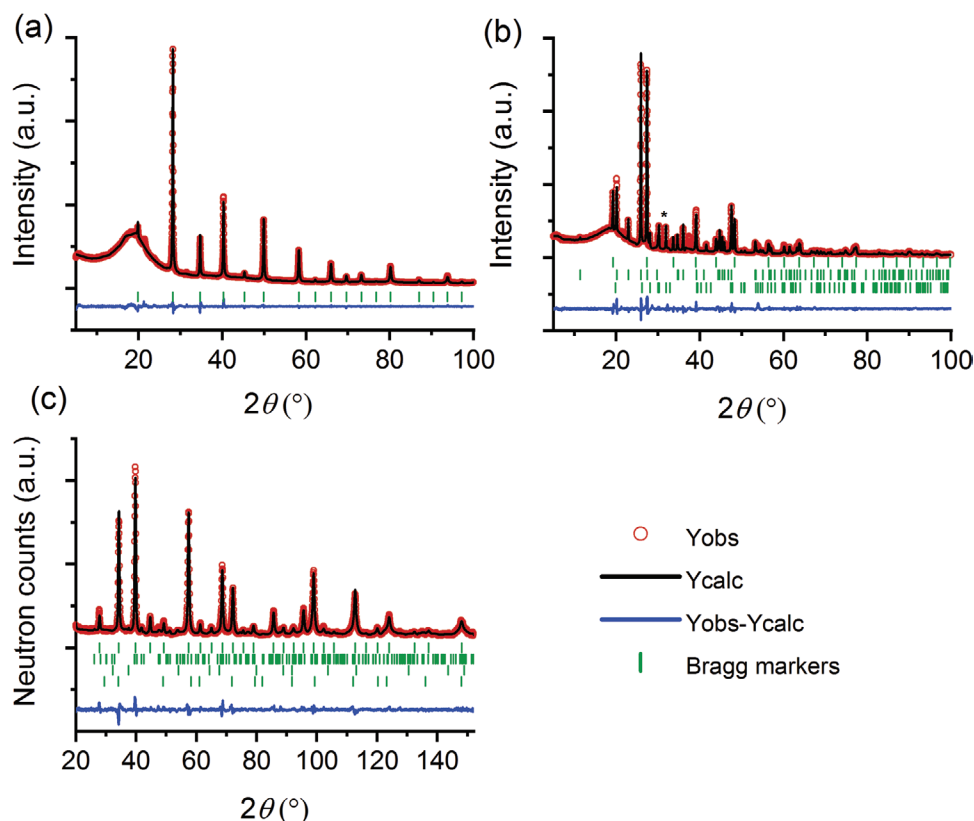 (a)
Intensity (a.u.)
20 40 60 80 100
2θ (°)
(b)
Intensity (a.u.)
*
20 40 60 80 100
2θ (°)
(c)
Neutron counts (a.u.)
20 40 60 80 100 120 140
2θ (°)
Yobs
Ycalc
Yobs-Ycalc
Bragg markers